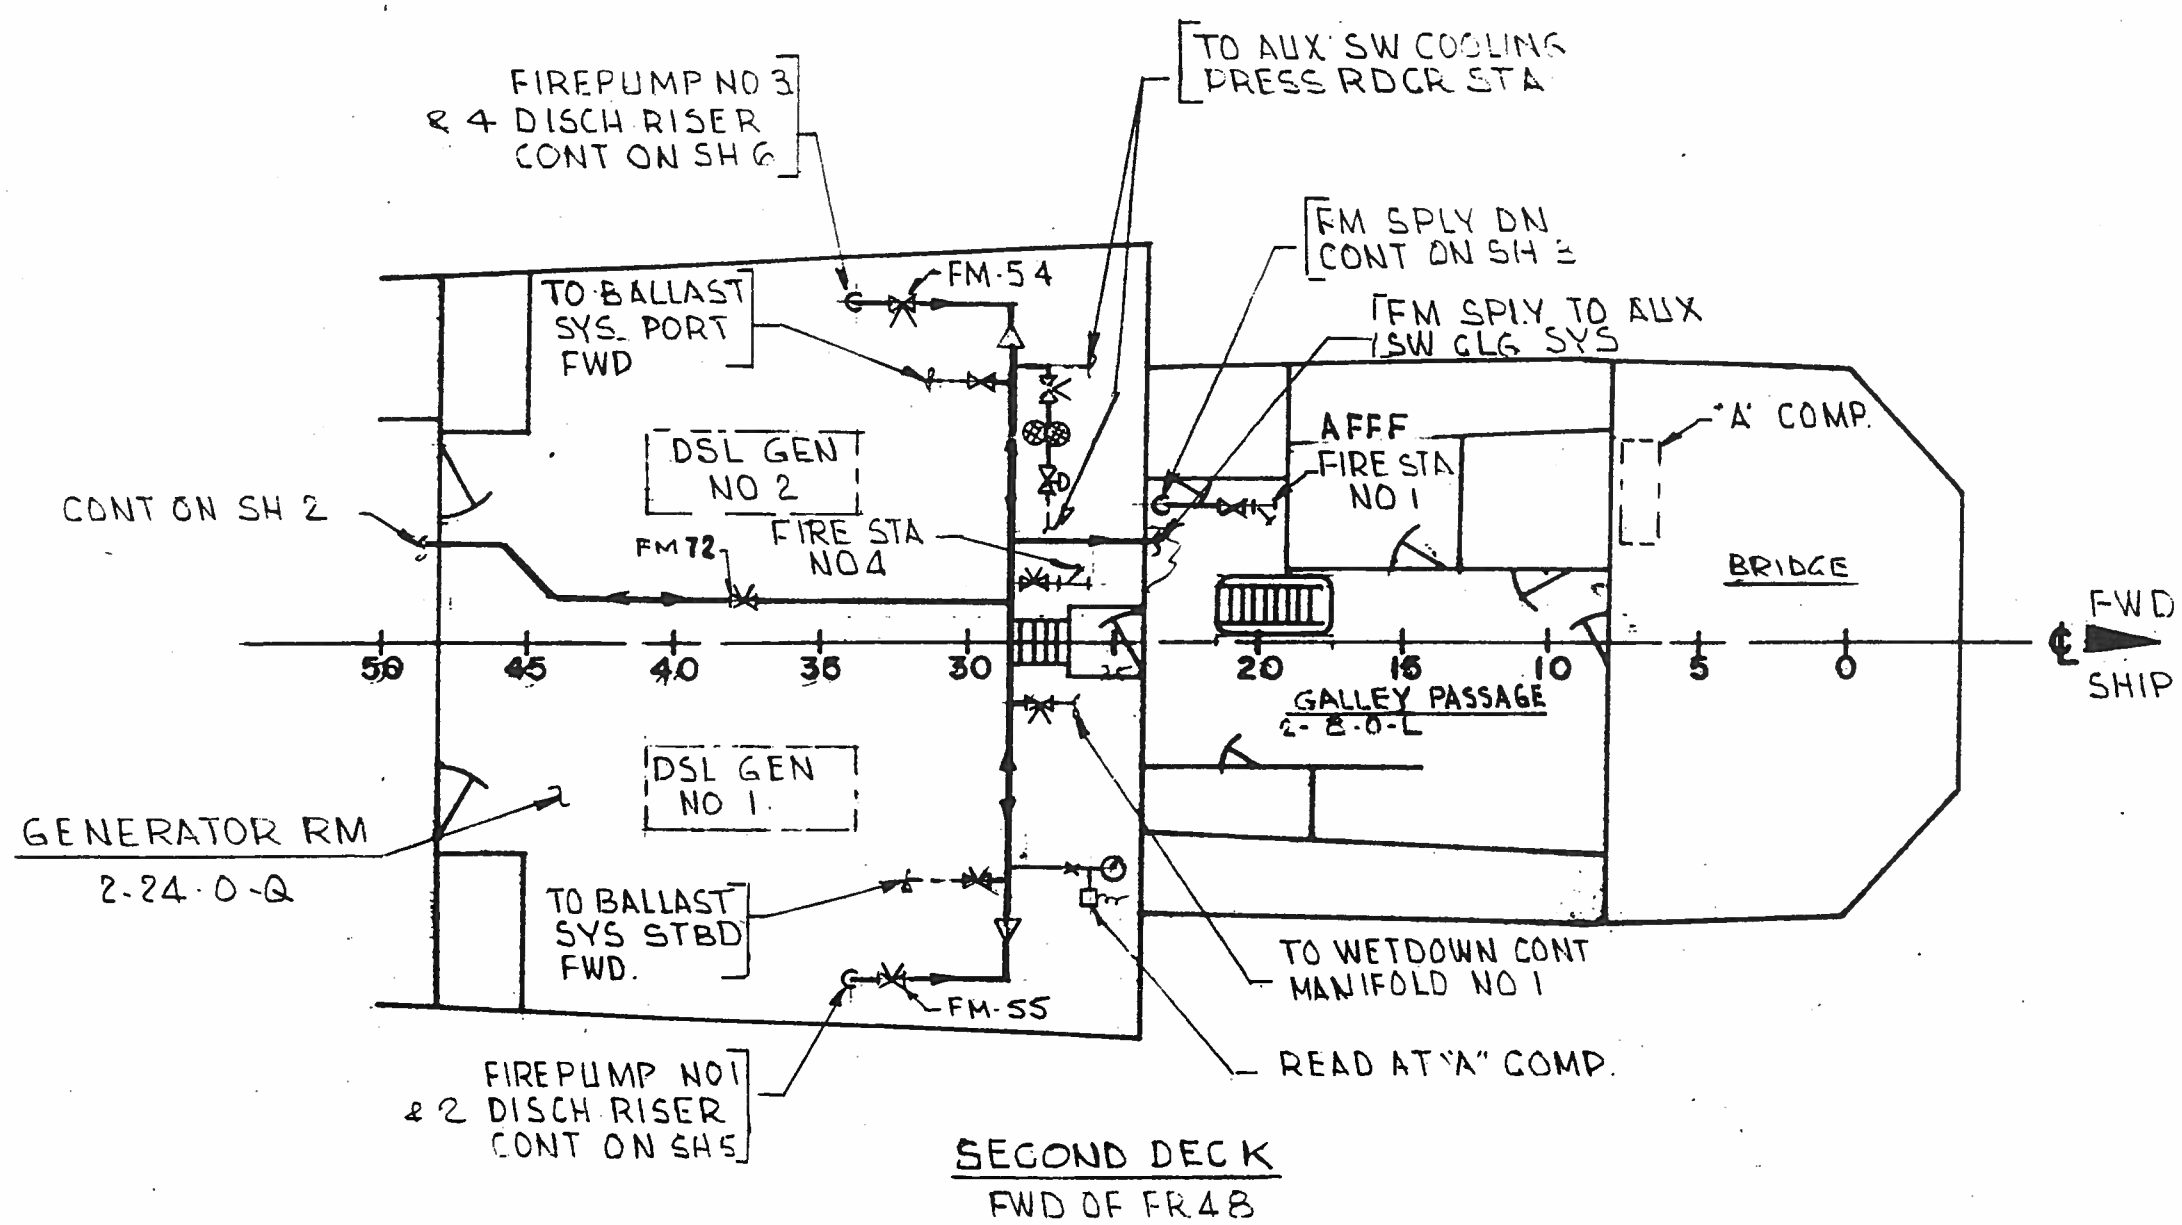 TO AUX SW COOLING
PRESS RDCR STA
FIREPUMP NO 3
& 4 DISCH RISER
CONT ON SH 6
FM SPLY DN
CONT ON SH 3
FM SPLY TO AUX
SW CLG SYS
FM-54
TO BALLAST
SYS. PORT
FWD
"A" COMP.
AFFF
FIRE STA
NO 1
DSL GEN
NO 2
CONT ON SH 2
FIRE STA
NO 4
FM 72
BRIDGE
FWD
SHIP
50 45 40 35 30 25 20 15 10 5 0
GALLEY PASSAGE
2-8-0-L
DSL GEN
NO 1.
GENERATOR RM
2-24-0-Q
TO BALLAST
SYS STBD
FWD.
TO WETDOWN CONT
MANIFOLD NO 1
FM-55
FIREPUMP NO 1
& 2 DISCH RISER
CONT ON SH 5
READ AT "A" COMP.
SECOND DECK
FWD OF FR 48